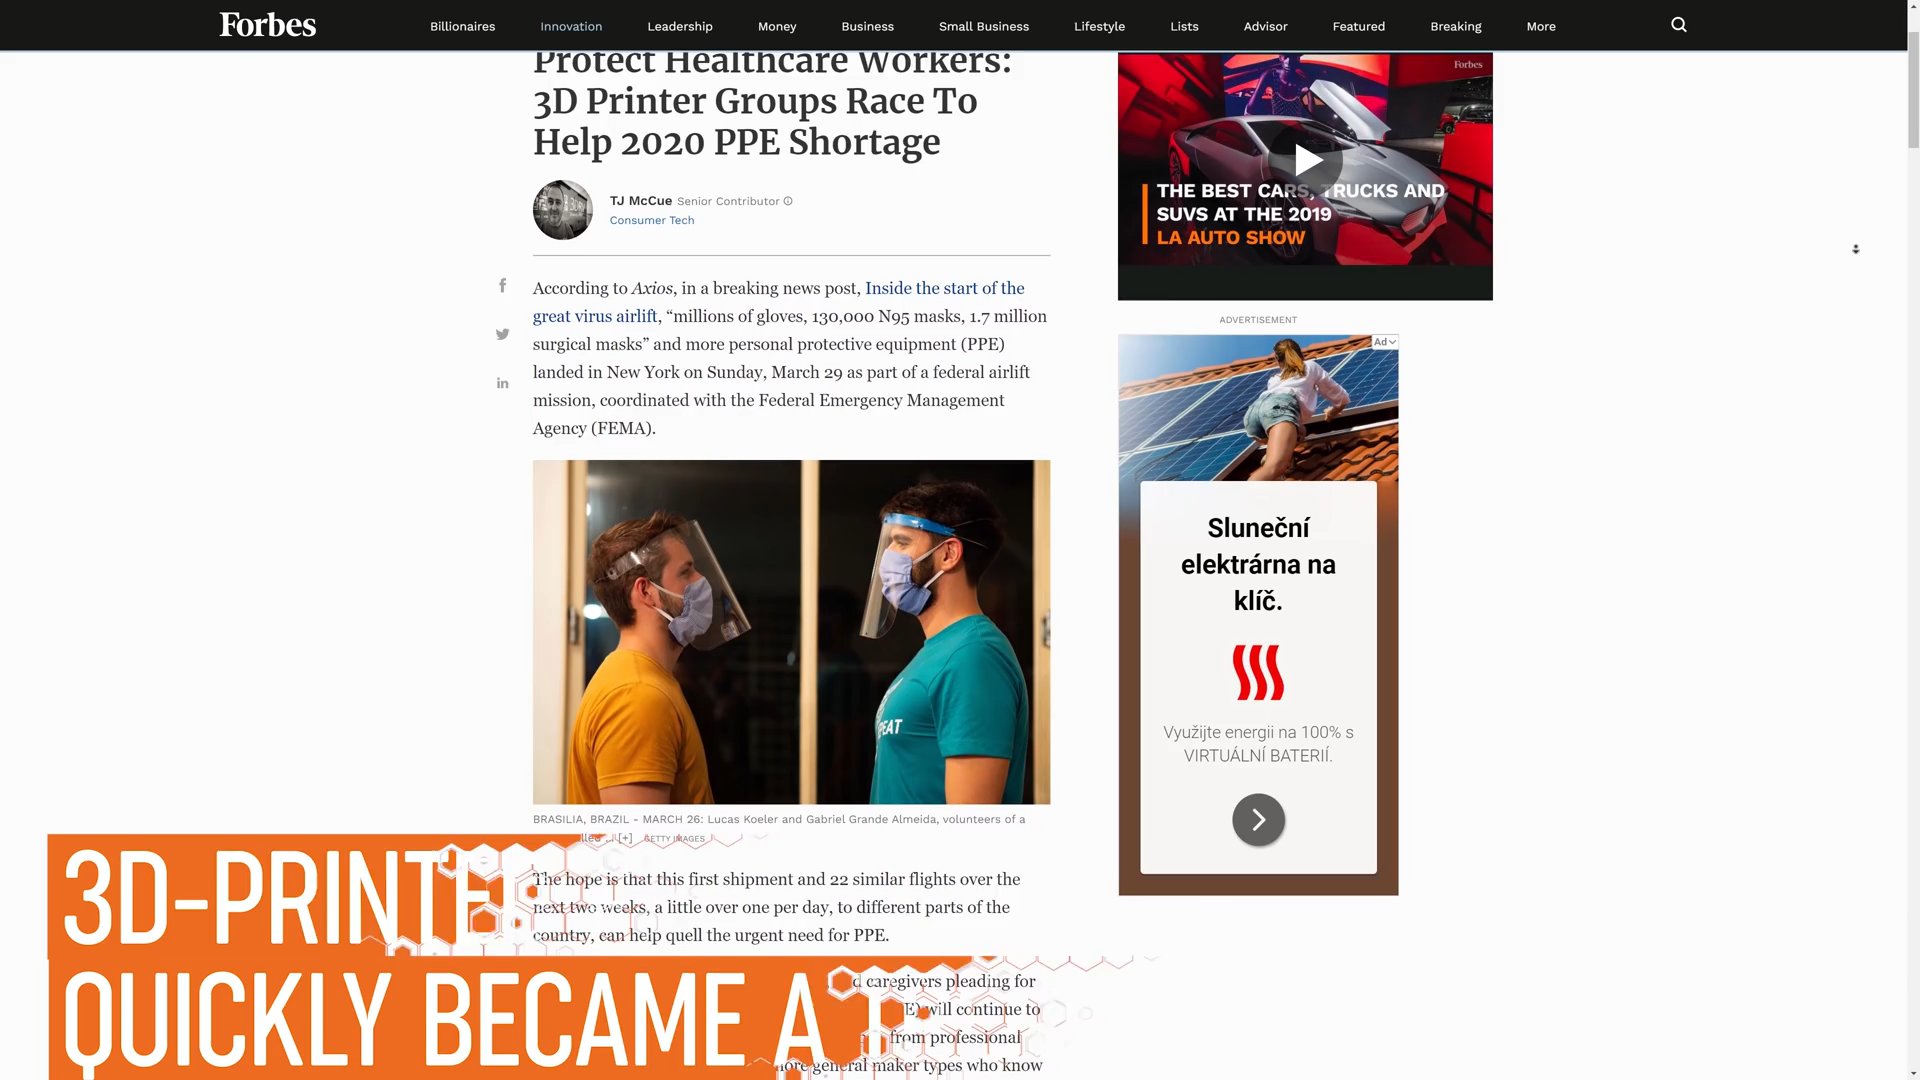 Forbes
Billionaires
Innovation
Leadership
Money
Business
Small Business
Lifestyle
Lists
Advisor
Featured
Breaking
More
Protect Healthcare Workers:
3D Printer Groups Race To
Help 2020 PPE Shortage
TJ McCue Senior Contributor
Consumer Tech
According to Axios, in a breaking news post, Inside the start of the
great virus airlift, “millions of gloves, 130,000 N95 masks, 1.7 million
surgical masks” and more personal protective equipment (PPE)
landed in New York on Sunday, March 29 as part of a federal airlift
mission, coordinated with the Federal Emergency Management
Agency (FEMA).
PEAT
BRASILIA, BRAZIL - MARCH 26: Lucas Koeler and Gabriel Grande Almeida, volunteers of a
... [+] GETTY IMAGES
The hope is that this first shipment and 22 similar flights over the
next two weeks, a little over one per day, to different parts of the
country, can help quell the urgent need for PPE.
caregivers pleading for
will continue to
from professional
general maker types who know
Forbes
THE BEST CARS, TRUCKS AND
SUVS AT THE 2019
LA AUTO SHOW
ADVERTISEMENT
Ad
Sluneční
elektrárna na
klíč.
Využijte energii na 100% s
VIRTUÁLNÍ BATERIÍ.
3D-PRINTE
QUICKLY BECAME A T